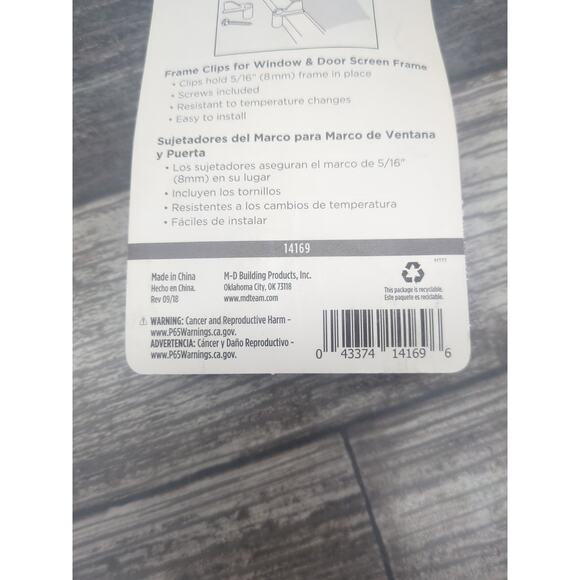 Frame Clips for Window & Door Screen Frame
• Clips hold 5/16" (8mm) frame in place
• Screws included
• Resistant to temperature changes
• Easy to install
Sujetadores del Marco para Marco de Ventana
y Puerta
• Los sujetadores aseguran el marco de 5/16"
(8mm) en su lugar
• Incluyen los tornillos
• Resistentes a los cambios de temperatura
• Fáciles de instalar
14169
Made in China
Hecho en China.
Rev 09/18
M-D Building Products, Inc.
Oklahoma City, OK 73118
www.mdteam.com
This package is recyclable.
Este paquete es reciclable.
⚠ WARNING: Cancer and Reproductive Harm –
www.P65Warnings.ca.gov.
ADVERTENCIA: Cáncer y Daño Reproductivo –
www.P65Warnings.ca.gov.
0 43374 14169 6